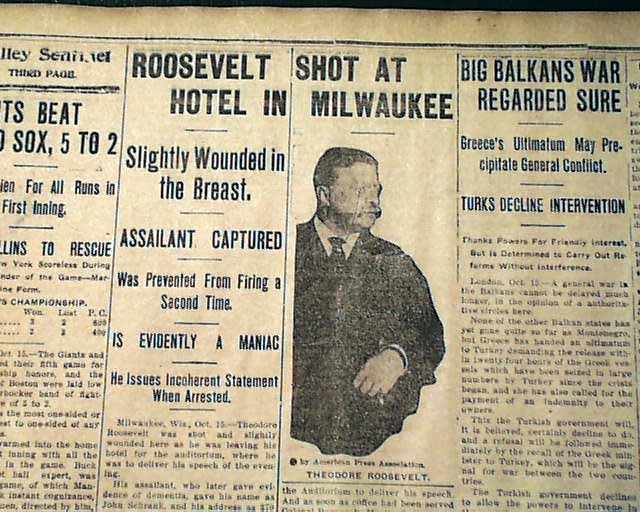 lley Sentinel
THIRD PAGE.
TS BEAT
SOX, 5 TO 2
For All Runs in
First Inning.
LLINS TO RESCUE
York Scoreless During
der of the Game—Mar-
ine Form.
S CHAMPIONSHIP.
Won. Lost P.C.
3 2 600
2 3 400
Oct. 15.—The Giants and
ed their fifth game for
ship honors, and the
Boston were laid low
rbocker band of fight-
of 5 to 2.
the most one-sided or
st to one-sided of any
warmed into the home
inning with all the
in the game. Buck
ball expert, was
game, of which Man-
instant cognizance,
men, directed by him,
ROOSEVELT SHOT AT
HOTEL IN MILWAUKEE
Slightly Wounded in
the Breast.
ASSAILANT CAPTURED
Was Prevented From Firing a
Second Time.
IS EVIDENTLY A MANIAC
He Issues Incoherent Statement
When Arrested.
Milwaukee, Wis., Oct. 15.—Theodore
Roosevelt was shot and slightly
wounded here as he was leaving his
hotel for the auditorium, where he
was to deliver his speech of the even-
ing.
His assailant, who later gave evi-
dence of dementia, gave his name as
John Schrank, and his address as 370
© by American Press Association.
THEODORE ROOSEVELT.
the Auditorium to deliver his speech.
And as soon as coffee had been served
BIG BALKANS WAR
REGARDED SURE
Greece's Ultimatum May Pre-
cipitate General Conflict.
TURKS DECLINE INTERVENTION
Thanks Powers For Friendly Interest,
But is Determined to Carry Out Re-
forms Without Interference.
London, Oct. 15.—A general war in
the Balkans cannot be delayed much
longer, in the opinion of authorita-
tive circles here.
None of the other Balkan states has
yet gone quite so far as Montenegro,
but Greece has handed an ultimatum
to Turkey demanding the release with-
in twenty four hours of the Greek ves-
sels which have been seized in large
numbers by Turkey since the crisis
began, and she has also called for the
payment of an indemnity to their
owners.
This the Turkish government will,
it is believed, certainly decline to do,
and a refusal will be followed imme-
diately by the recall of the Greek min-
ister to Turkey, which will be the sig-
nal for war between the two coun-
tries.
The Turkish government declines
to allow the powers to intervene in